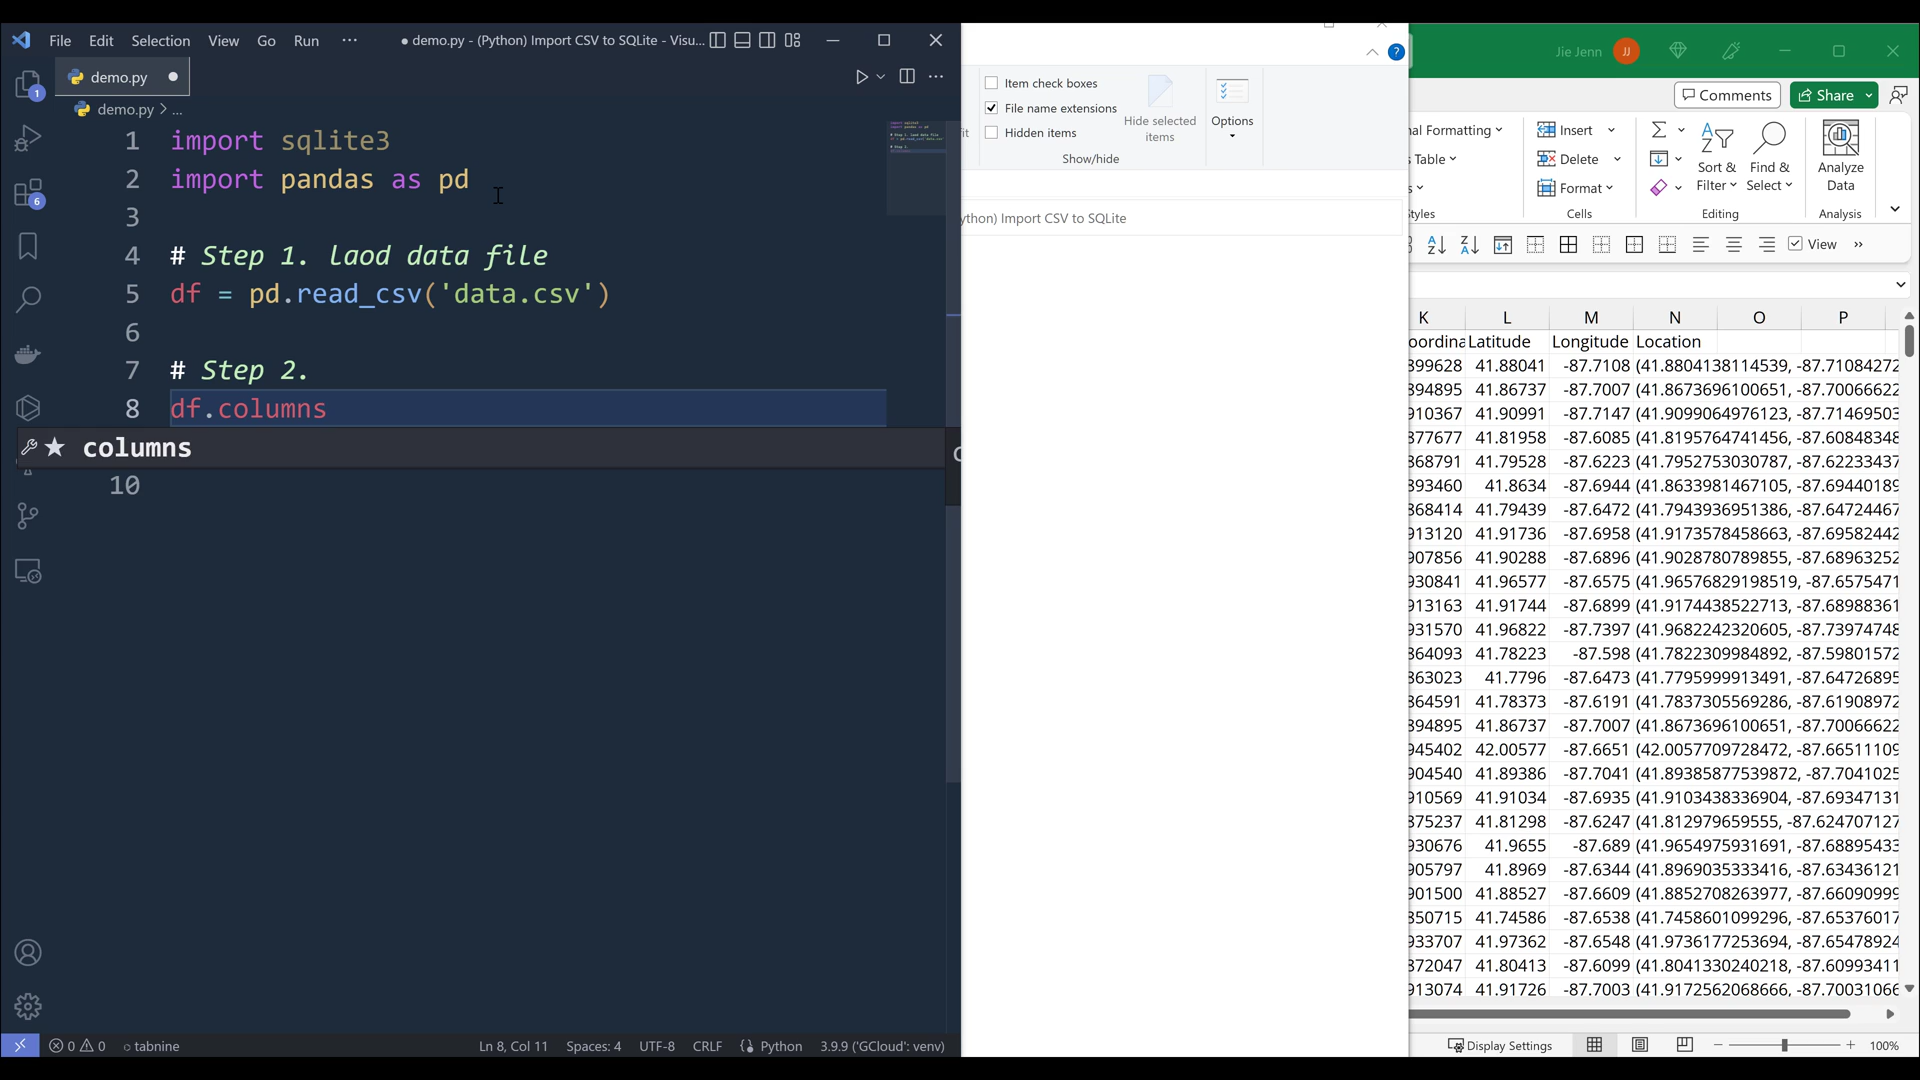 File Edit Selection View Go Run ··· ● demo.py - (Python) Import CSV to SQLite - Visu...
demo.py ●
demo.py > ...
1 import sqlite3
2 import pandas as pd
3
4 # Step 1. laod data file
5 df = pd.read_csv('data.csv')
6
7 # Step 2.
8 df.columns
columns
10
1
6
0 0 tabnine Ln 8, Col 11 Spaces: 4 UTF-8 CRLF Python 3.9.9 ('GCloud': venv)
Item check boxes
File name extensions
Hidden items
Hide selected
items
Options
Show/hide
Import CSV to SQLite
Jie Jenn JJ
Comments Share
Formatting
Table
Insert
Delete
Format
Cells
Sort &
Filter
Find &
Select
Editing
Analyze
Data
Analysis
View »
K L M N O P
Latitude Longitude Location
899628 41.88041 -87.7108 (41.8804138114539, -87.71084272
894895 41.86737 -87.7007 (41.8673696100651, -87.70066622
910367 41.90991 -87.7147 (41.9099064976123, -87.71469503
877677 41.81958 -87.6085 (41.8195764741456, -87.60848348
868791 41.79528 -87.6223 (41.7952753030787, -87.62233437
893460 41.8634 -87.6944 (41.8633981467105, -87.69440189
868414 41.79439 -87.6472 (41.7943936951386, -87.64724467
913120 41.91736 -87.6958 (41.91735784​58663, -87.69582442
907856 41.90288 -87.6896 (41.9028780789855, -87.68963252
930841 41.96577 -87.6575 (41.96576829198519, -87.6575471
913163 41.91744 -87.6899 (41.9174438522713, -87.68988361
931570 41.96822 -87.7397 (41.9682242320605, -87.73974748
864093 41.78223 -87.598 (41.7822309984892, -87.59801572
863023 41.7796 -87.6473 (41.7795999913491, -87.64726895
864591 41.78373 -87.6191 (41.7837305569286, -87.61908972
894895 41.86737 -87.7007 (41.8673696100651, -87.70066622
945402 42.00577 -87.6651 (42.0057709728472, -87.66511109
904540 41.89386 -87.7041 (41.89385877539872, -87.7041025
910569 41.91034 -87.6935 (41.9103438336904, -87.69347131
875237 41.81298 -87.6247 (41.812979659555, -87.624707127
930676 41.9655 -87.689 (41.9654975931691, -87.68895433
905797 41.8969 -87.6344 (41.8969035333416, -87.63436121
901500 41.88527 -87.6609 (41.8852708263977, -87.66090999
850715 41.74586 -87.6538 (41.7458601099296, -87.65376017
933707 41.97362 -87.6548 (41.9736177253694, -87.65478924
872047 41.80413 -87.6099 (41.8041330240218, -87.60993411
913074 41.91726 -87.7003 (41.9172562068666, -87.70031066
Display Settings 100%